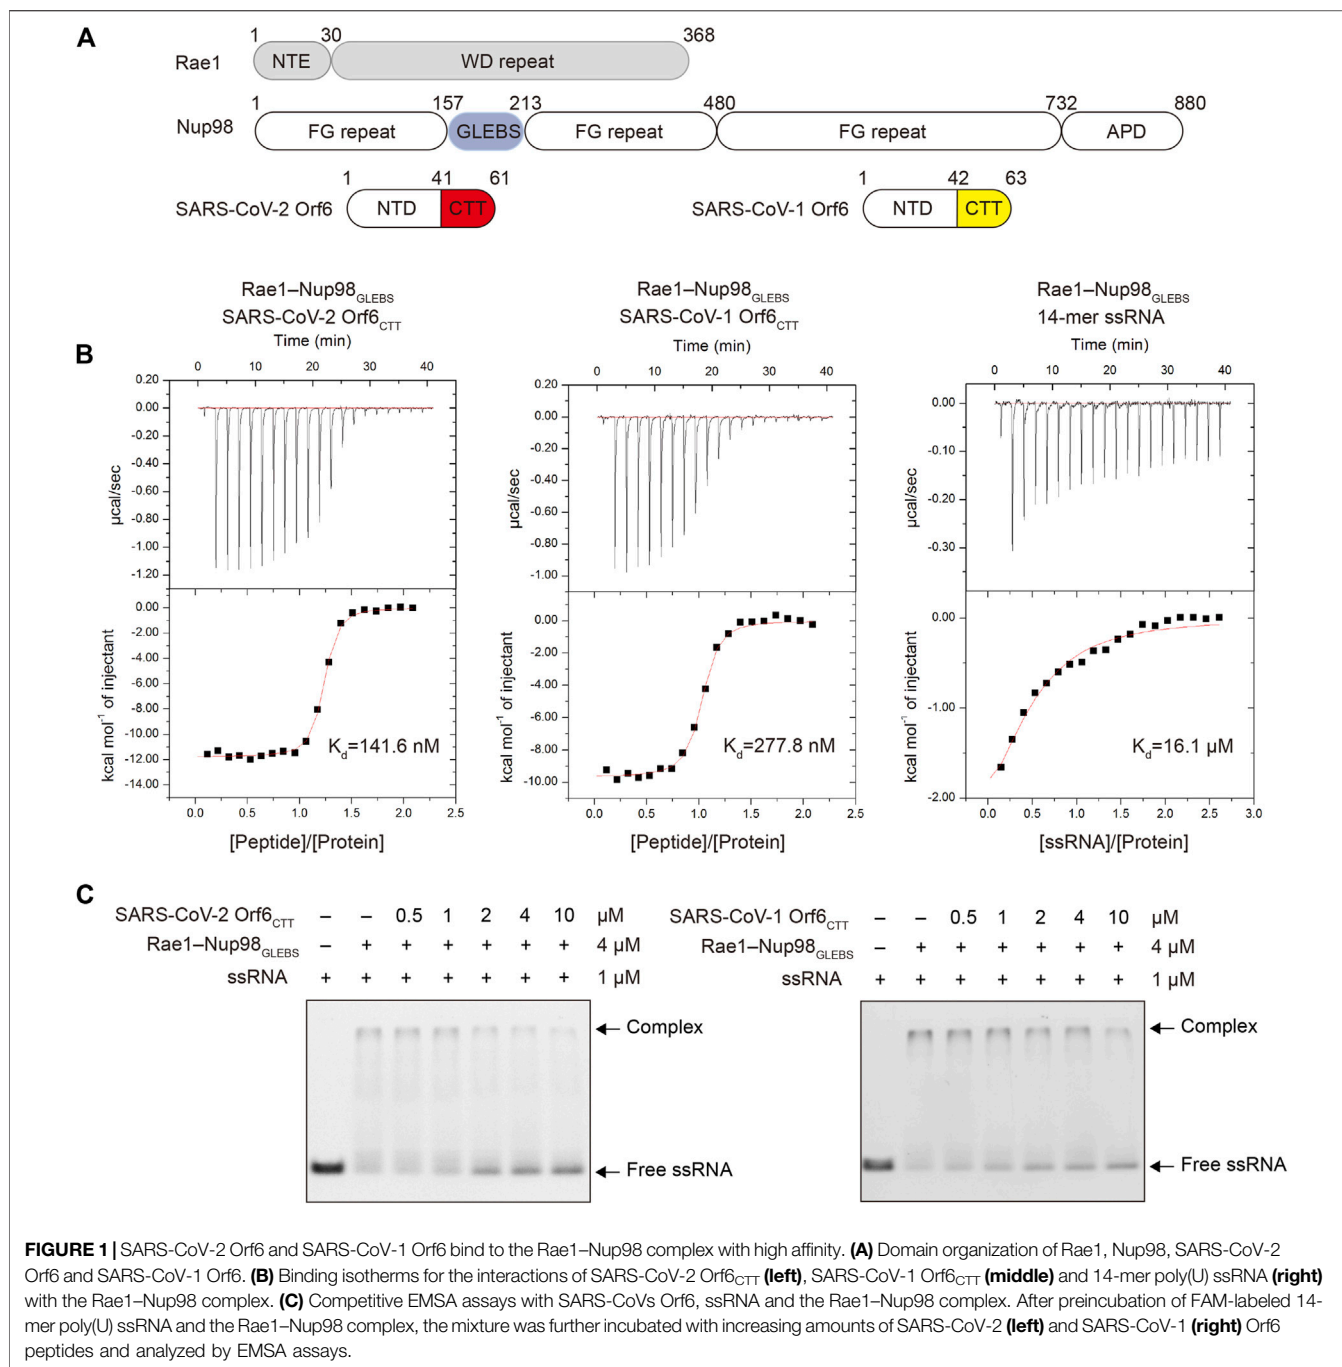 A
1 30 368
Rae1 NTE WD repeat
1 157 213 480 732 880
Nup98 FG repeat GLEBS FG repeat FG repeat APD
1 41 61 1 42 63
SARS-CoV-2 Orf6 NTD CTT SARS-CoV-1 Orf6 NTD CTT
B
Rae1–Nup98GLEBS
SARS-CoV-2 Orf6CTT
Time (min)
0 10 20 30 40
0.20
0.00
-0.20
-0.40
-0.60
-0.80
-1.00
-1.20
µcal/sec
0.00
-2.00
-4.00
-6.00
-8.00
-10.00
-12.00
-14.00
kcal mol-1 of injectant
Kd=141.6 nM
0.0 0.5 1.0 1.5 2.0 2.5
[Peptide]/[Protein]
Rae1–Nup98GLEBS
SARS-CoV-1 Orf6CTT
Time (min)
0 10 20 30 40
0.20
0.00
-0.20
-0.40
-0.60
-0.80
-1.00
µcal/sec
0.00
-2.00
-4.00
-6.00
-8.00
-10.00
kcal mol-1 of injectant
Kd=277.8 nM
0.0 0.5 1.0 1.5 2.0 2.5
[Peptide]/[Protein]
Rae1–Nup98GLEBS
14-mer ssRNA
Time (min)
0 10 20 30 40
0.00
-0.10
-0.20
-0.30
µcal/sec
0.00
-1.00
-2.00
kcal mol-1 of injectant
Kd=16.1 µM
0.0 0.5 1.0 1.5 2.0 2.5 3.0
[ssRNA]/[Protein]
C
SARS-CoV-2 Orf6CTT – – 0.5 1 2 4 10 µM
Rae1–Nup98GLEBS – + + + + + + 4 µM
ssRNA + + + + + + + 1 µM
← Complex
← Free ssRNA
SARS-CoV-1 Orf6CTT – – 0.5 1 2 4 10 µM
Rae1–Nup98GLEBS – + + + + + + 4 µM
ssRNA + + + + + + + 1 µM
← Complex
← Free ssRNA
FIGURE 1 | SARS-CoV-2 Orf6 and SARS-CoV-1 Orf6 bind to the Rae1–Nup98 complex with high affinity. (A) Domain organization of Rae1, Nup98, SARS-CoV-2
Orf6 and SARS-CoV-1 Orf6. (B) Binding isotherms for the interactions of SARS-CoV-2 Orf6CTT (left), SARS-CoV-1 Orf6CTT (middle) and 14-mer poly(U) ssRNA (right)
with the Rae1–Nup98 complex. (C) Competitive EMSA assays with SARS-CoVs Orf6, ssRNA and the Rae1–Nup98 complex. After preincubation of FAM-labeled 14-
mer poly(U) ssRNA and the Rae1–Nup98 complex, the mixture was further incubated with increasing amounts of SARS-CoV-2 (left) and SARS-CoV-1 (right) Orf6
peptides and analyzed by EMSA assays.